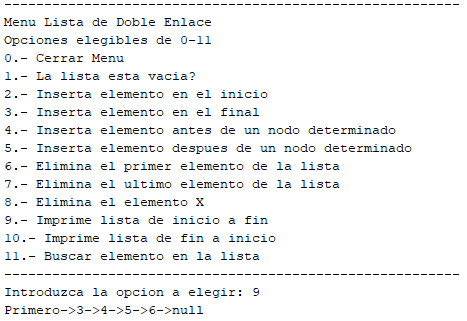 ----------------------------------------------------------
Menu Lista de Doble Enlace
Opciones elegibles de 0-11
0.- Cerrar Menu
1.- La lista esta vacia?
2.- Inserta elemento en el inicio
3.- Inserta elemento en el final
4.- Inserta elemento antes de un nodo determinado
5.- Inserta elemento despues de un nodo determinado
6.- Elimina el primer elemento de la lista
7.- Elimina el ultimo elemento de la lista
8.- Elimina el elemento X
9.- Imprime lista de inicio a fin
10.- Imprime lista de fin a inicio
11.- Buscar elemento en la lista
----------------------------------------------------------
Introduzca la opcion a elegir: 9
Primero->3->4->5->6->null